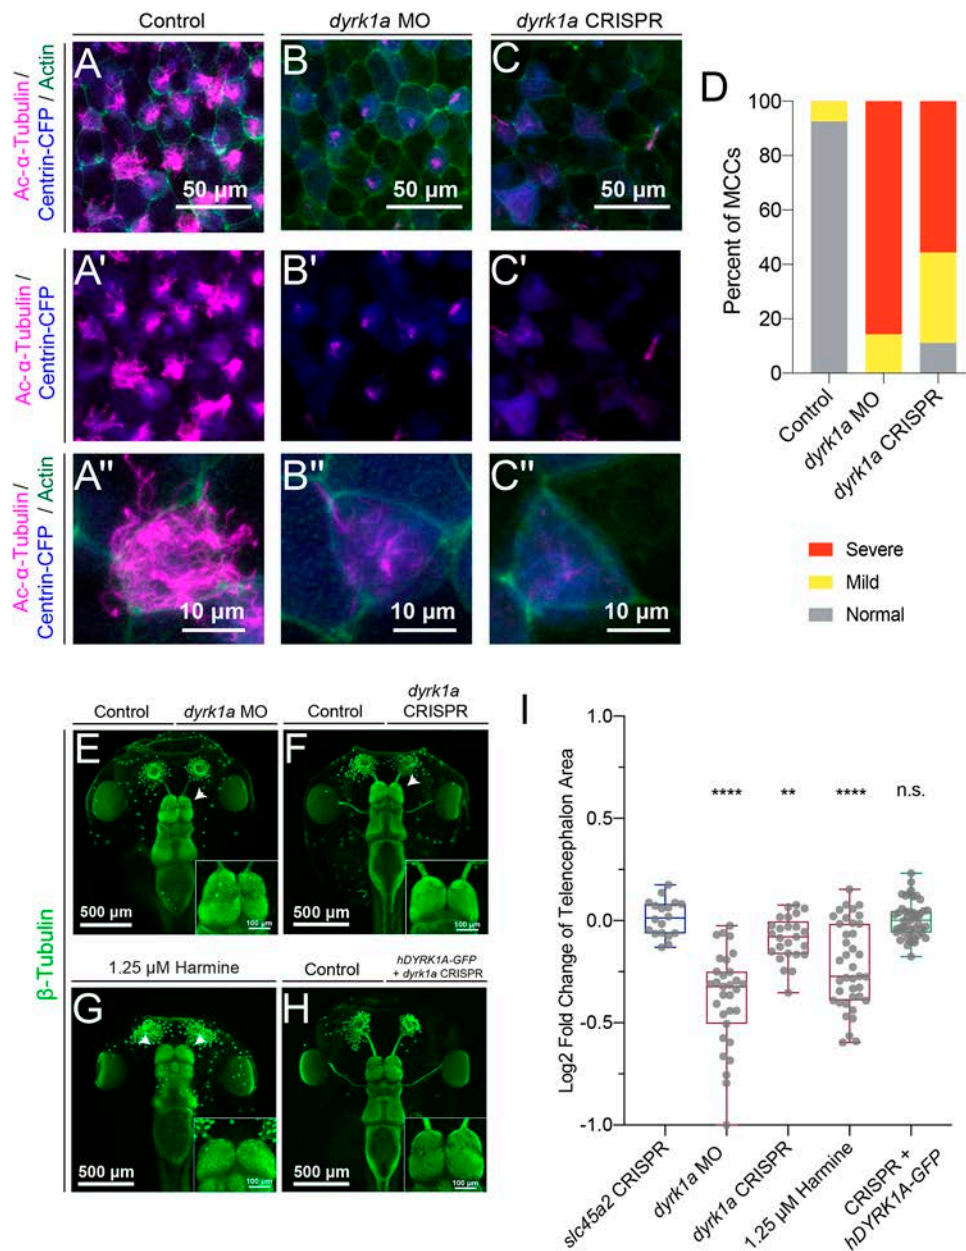 Control
dyrk1a MO
dyrk1a CRISPR
Ac-α-Tubulin /
Centrin-CFP / Actin
A
50 µm
B
50 µm
C
50 µm
Ac-α-Tubulin /
Centrin-CFP
A'
B'
C'
Ac-α-Tubulin /
Centrin-CFP / Actin
A"
10 µm
B"
10 µm
C"
10 µm
D
Percent of MCCs
100
80
60
40
20
0
Control
dyrk1a MO
dyrk1a CRISPR
Severe
Mild
Normal
β-Tubulin
Control
dyrk1a MO
E
500 µm
100 µm
Control
dyrk1a
CRISPR
F
500 µm
100 µm
1.25 µM Harmine
G
500 µm
100 µm
Control
hDYRK1A-GFP
+ dyrk1a CRISPR
H
500 µm
100 µm
I
Log2 Fold Change of Telencephalon Area
1.0
0.5
0.0
-0.5
-1.0
****
**
****
n.s.
slc45a2 CRISPR
dyrk1a MO
dyrk1a CRISPR
1.25 µM Harmine
CRISPR +
hDYRK1A-GFP